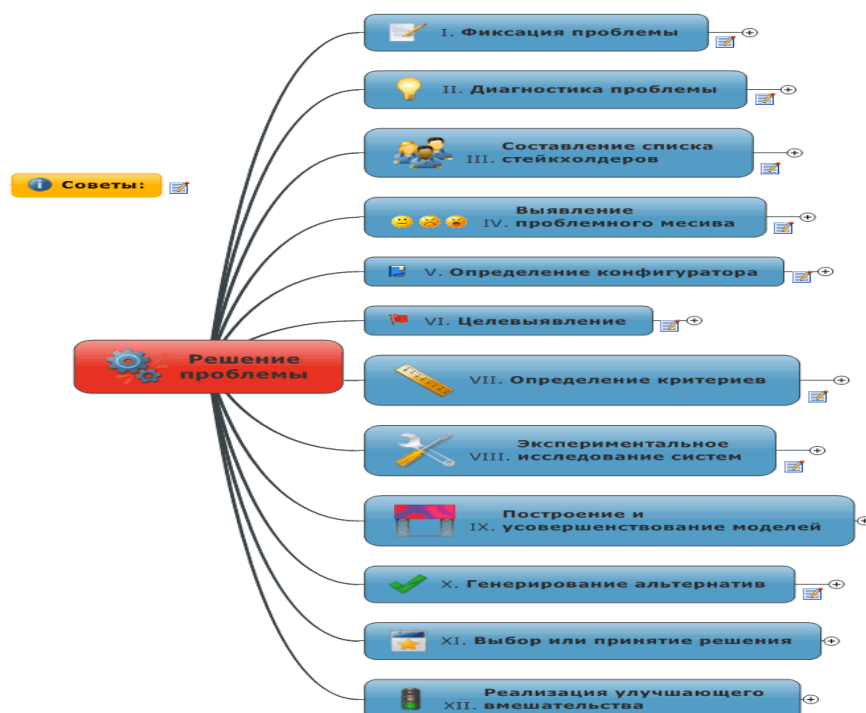 I. Фиксация проблемы
II. Диагностика проблемы
Составление списка
III. стейкхолдеров
Советы:
Выявление
IV. проблемного месива
V. Определение конфигуратора
VI. Целевыявление
Решение
проблемы
VII. Определение критериев
Экспериментальное
VIII. исследование систем
Построение и
IX. усовершенствование моделей
X. Генерирование альтернатив
XI. Выбор или принятие решения
Реализация улучшающего
XII. вмешательства